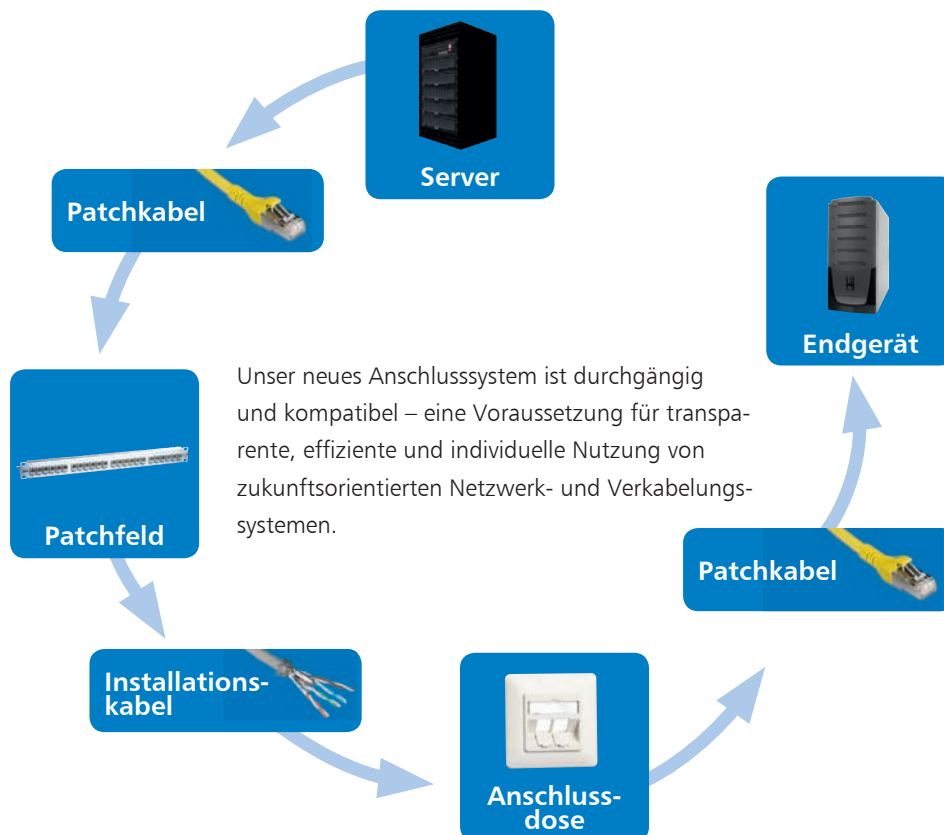 Server
Patchkabel
Endgerät
Unser neues Anschlusssystem ist durchgängig
und kompatibel – eine Voraussetzung für transpa-
rente, effiziente und individuelle Nutzung von
zukunftsorientierten Netzwerk- und Verkabelungs-
systemen.
Patchfeld
Patchkabel
Installations-
kabel
Anschluss-
dose